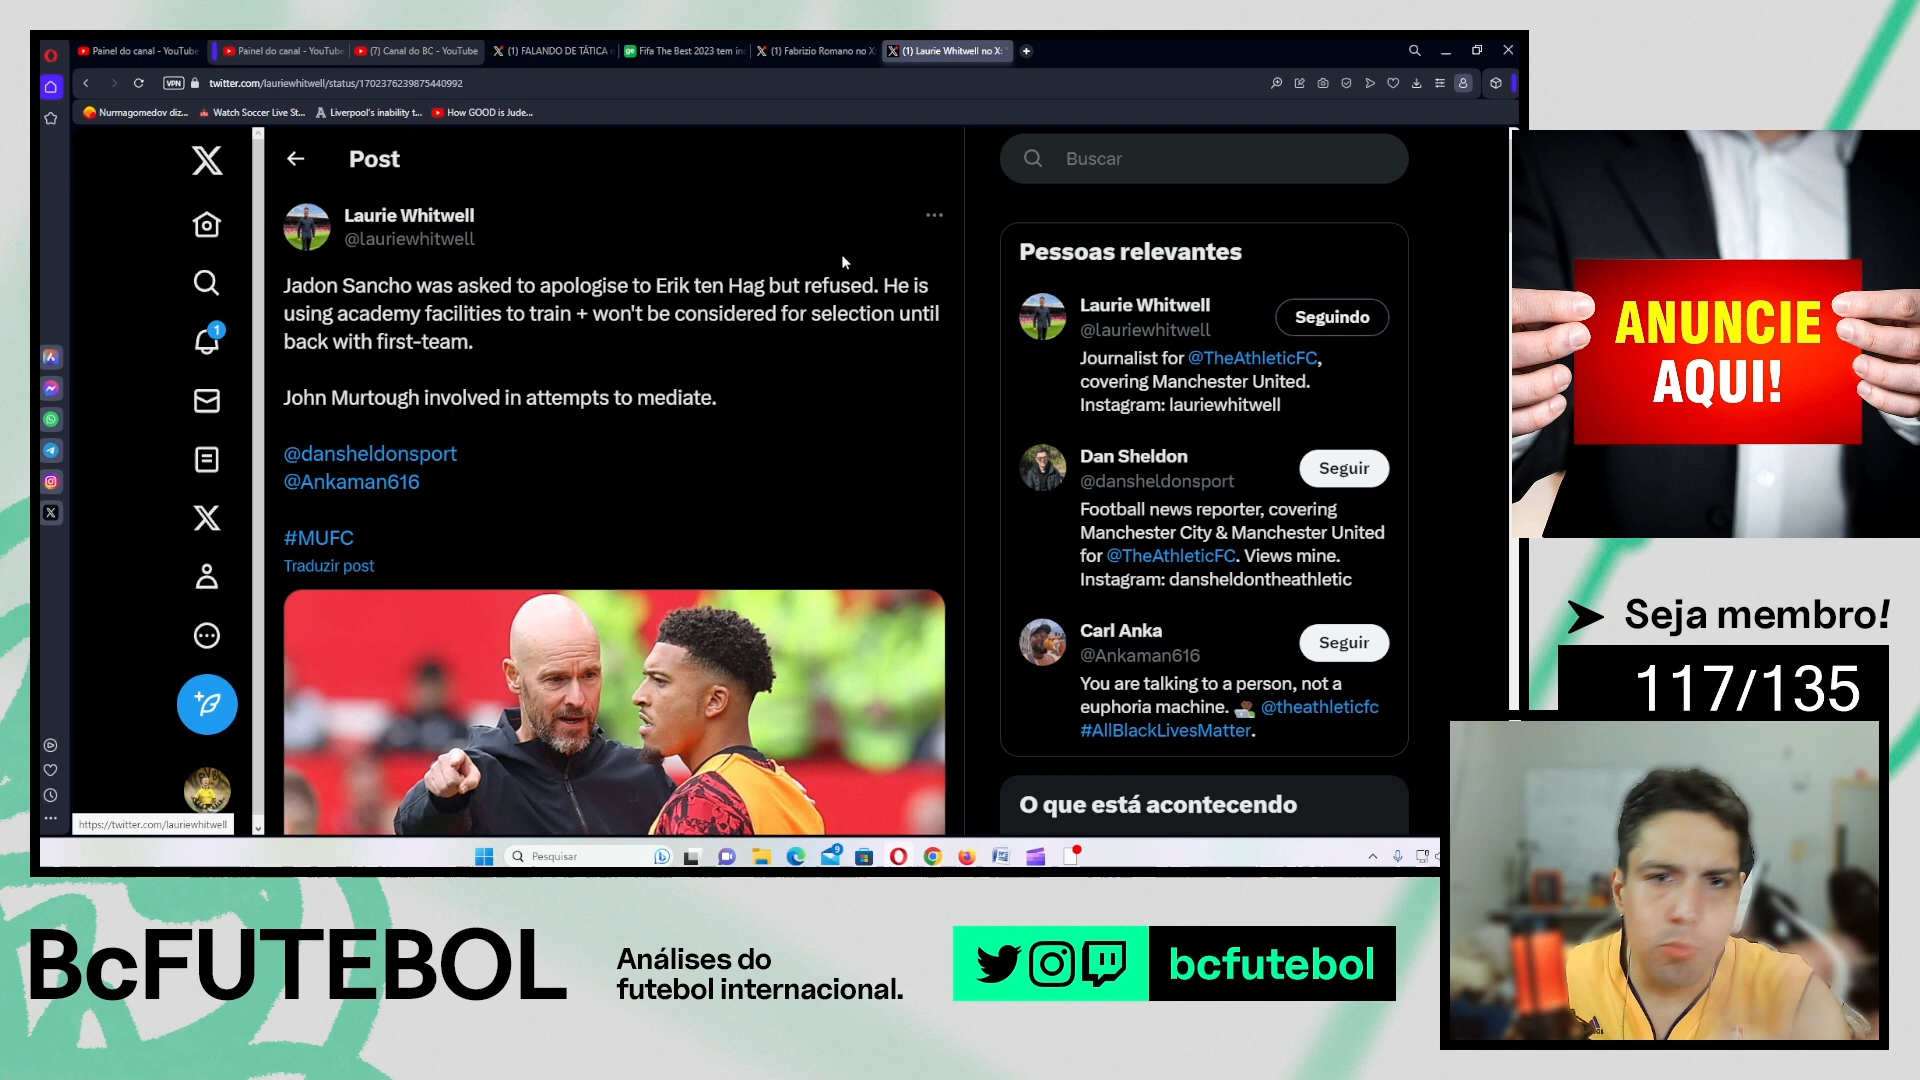 Painel do canal - YouTube
Painel do canal - YouTube
(7) Canal do BC - YouTube
(1) FALANDO DE TÁTICA
Fifa The Best 2023 tem in
(1) Fabrizio Romano no X
(1) Laurie Whitwell no X:
VPN
twitter.com/lauriewhitwell/status/1702376239875440992
Nurmagomedov diz...
Watch Soccer Live St...
Liverpool's inability t...
How GOOD is Jude...
Post
Buscar
Laurie Whitwell
@lauriewhitwell
Jadon Sancho was asked to apologise to Erik ten Hag but refused. He is
using academy facilities to train + won't be considered for selection until
back with first-team.
John Murtough involved in attempts to mediate.
@dansheldonsport
@Ankaman616
#MUFC
Traduzir post
1
https://twitter.com/lauriewhitwell
Pessoas relevantes
Laurie Whitwell
@lauriewhitwell
Seguindo
Journalist for @TheAthleticFC,
covering Manchester United.
Instagram: lauriewhitwell
Dan Sheldon
@dansheldonsport
Seguir
Football news reporter, covering
Manchester City & Manchester United
for @TheAthleticFC. Views mine.
Instagram: dansheldontheathletic
Carl Anka
@Ankaman616
Seguir
You are talking to a person, not a
euphoria machine. @theathleticfc
#AllBlackLivesMatter.
O que está acontecendo
Pesquisar
9
ANUNCIE
AQUI!
Seja membro!
117/135
BcFUTEBOL
Análises do
futebol internacional.
bcfutebol